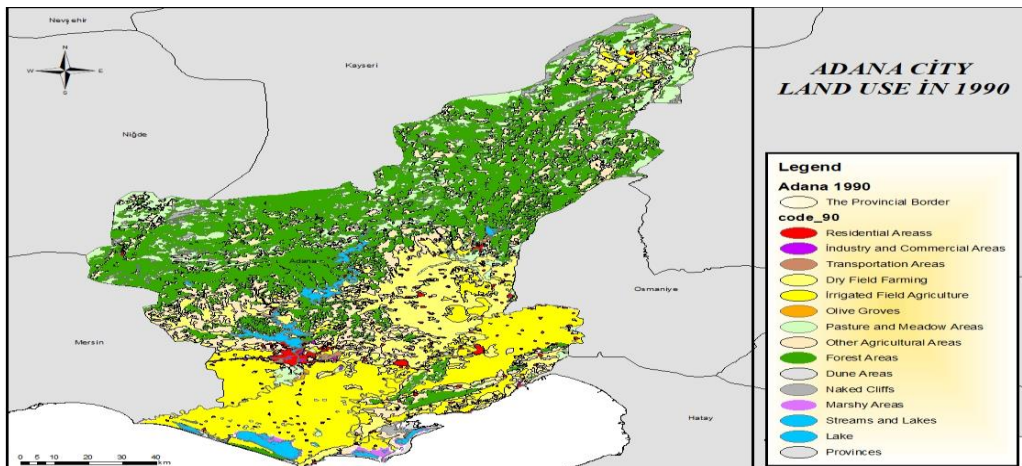 Nevşehir
Kayseri
N
W E
S
Niğde
Adana
Osmaniye
Mersin
Hatay
0 5 10 20 30 40
km
ADANA CİTY
LAND USE İN 1990
Legend
Adana 1990
The Provincial Border
code_90
Residential Areass
İndustry and Commercial Areas
Transportation Areas
Dry Field Farming
İrrigated Field Agriculture
Olive Groves
Pasture and Meadow Areas
Other Agricultural Areas
Forest Areas
Dune Areas
Naked Cliffs
Marshy Areas
Streams and Lakes
Lake
Provinces